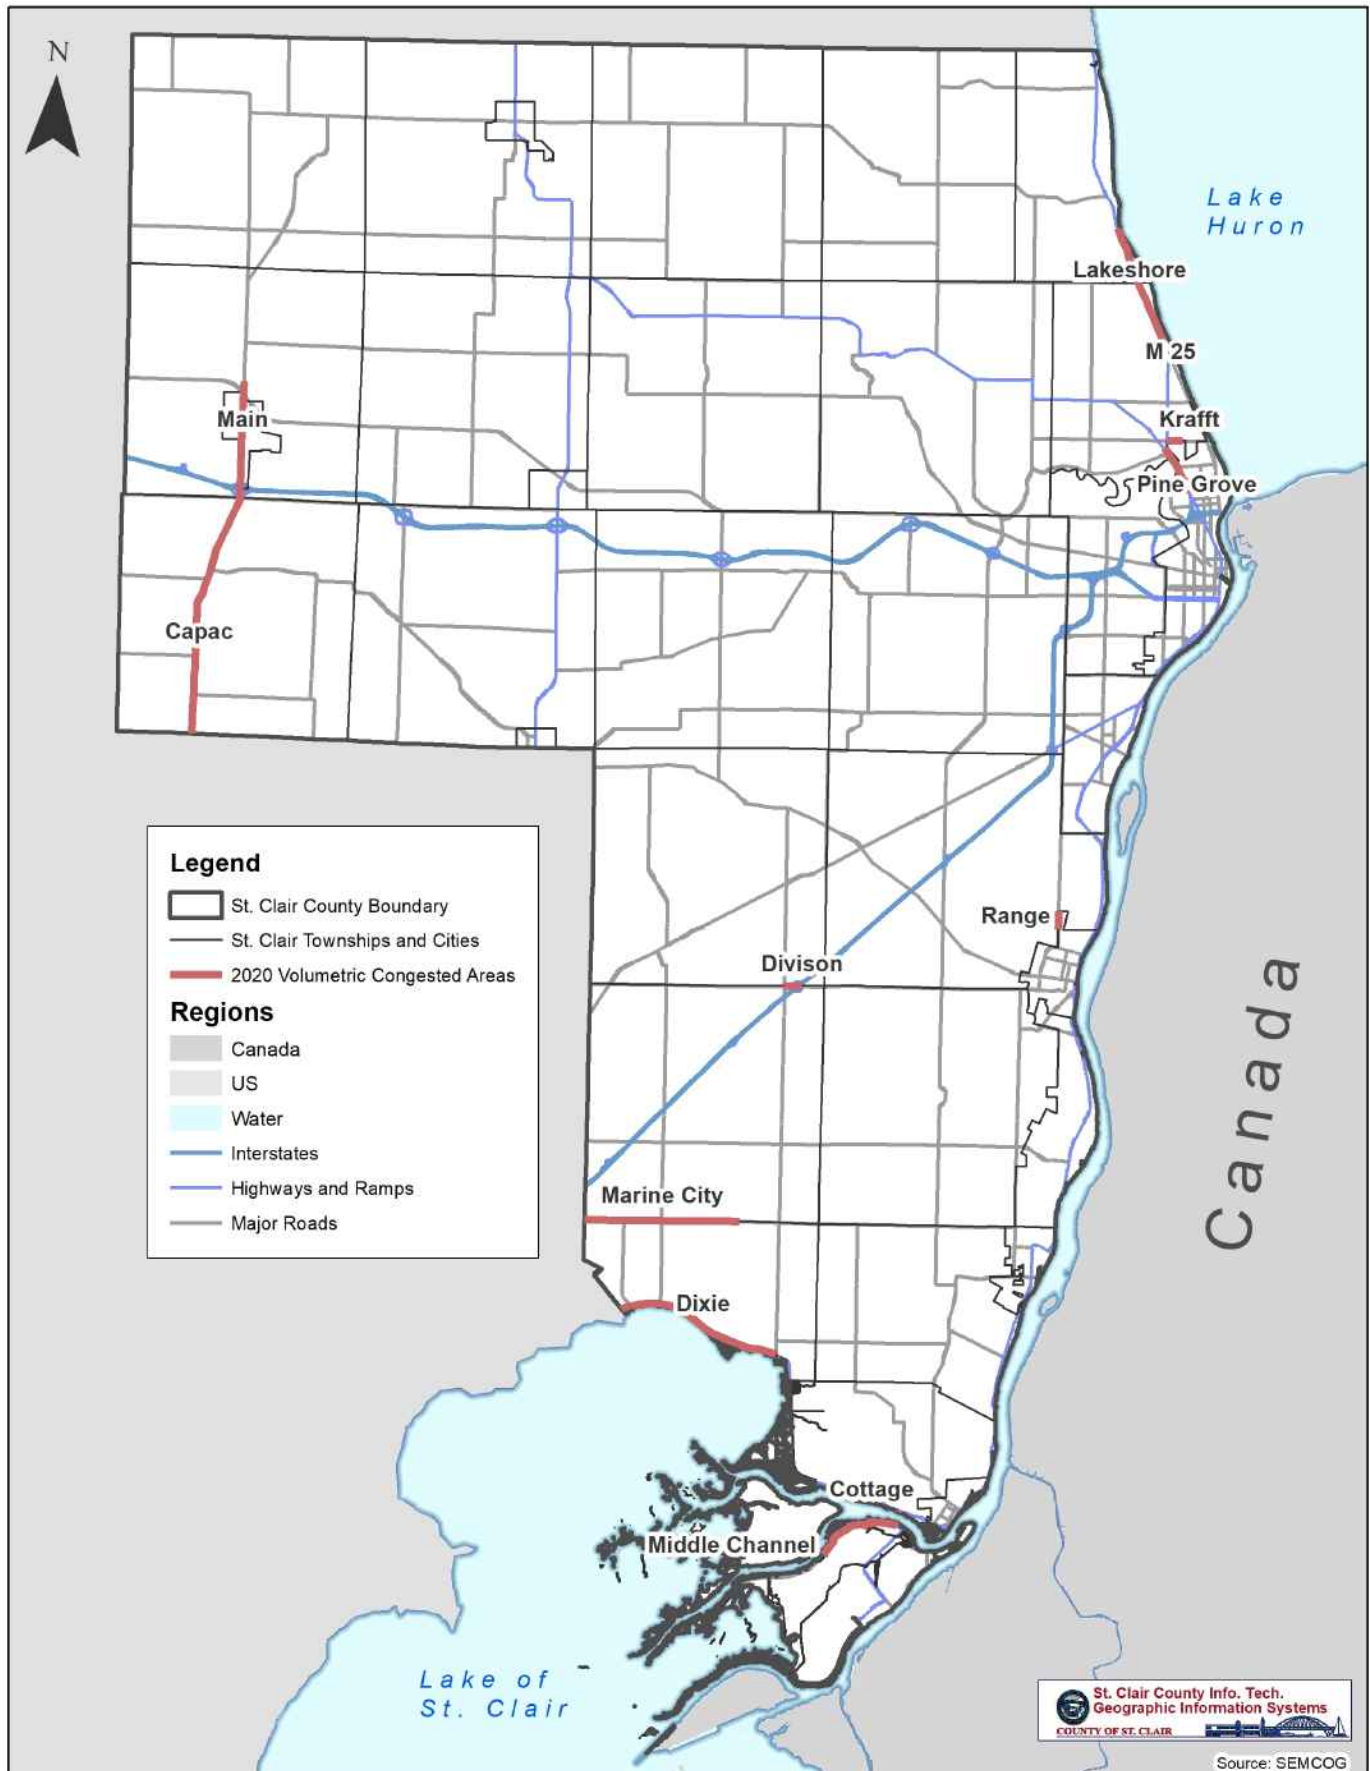 N
Lake
Huron
Lakeshore
M 25
Krafft
Main
Pine Grove
Capac
Legend
St. Clair County Boundary
St. Clair Townships and Cities
2020 Volumetric Congested Areas
Regions
Canada
US
Water
Interstates
Highways and Ramps
Major Roads
Range
Divison
Canada
Marine City
Dixie
Cottage
Middle Channel
Lake of
St. Clair
St. Clair County Info. Tech.
Geographic Information Systems
COUNTY OF ST. CLAIR
Source: SEMCOG